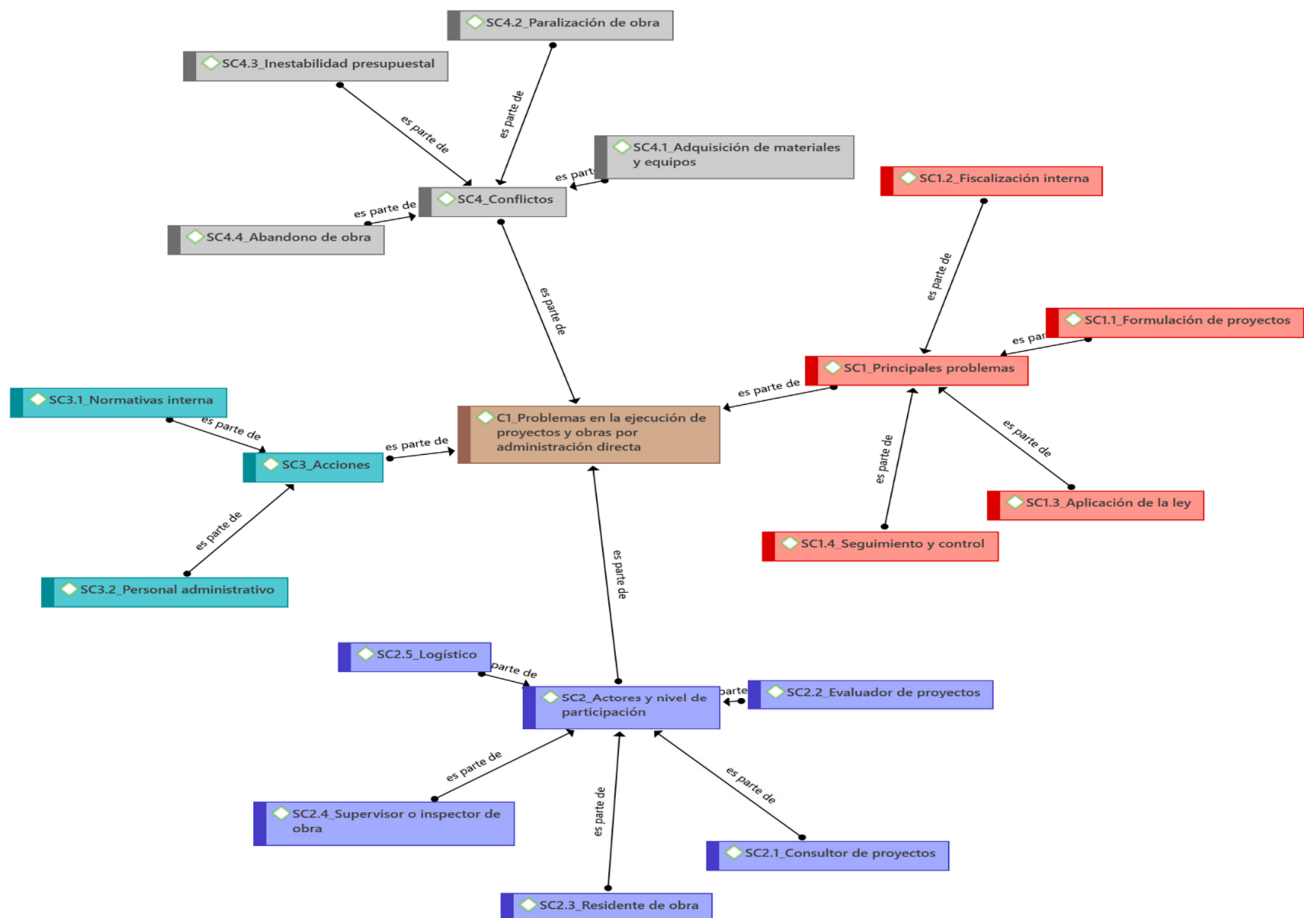 SC4.2_Paralización de obra
SC4.3_Inestabilidad presupuestal
es parte de
es parte de
SC4.1_Adquisición de materiales
y equipos
es parte
SC4_Conflictos
es parte de
SC4.4_Abandono de obra
SC1.2_Fiscalización interna
es parte de
es parte de
SC1.1_Formulación de proyectos
es par
SC1_Principales problemas
es parte de
SC3.1_Normativas interna
es parte de
C1_Problemas en la ejecución de
proyectos y obras por
administración directa
es parte de
SC3_Acciones
es parte de
es parte de
SC1.3_Aplicación de la ley
es parte de
SC1.4_Seguimiento y control
SC3.2_Personal administrativo
es parte de
SC2.5_Logístico
es parte de
SC2_Actores y nivel de
participación
parte
SC2.2_Evaluador de proyectos
es parte de
es parte de
es parte de
SC2.4_Supervisor o inspector de
obra
SC2.1_Consultor de proyectos
SC2.3_Residente de obra